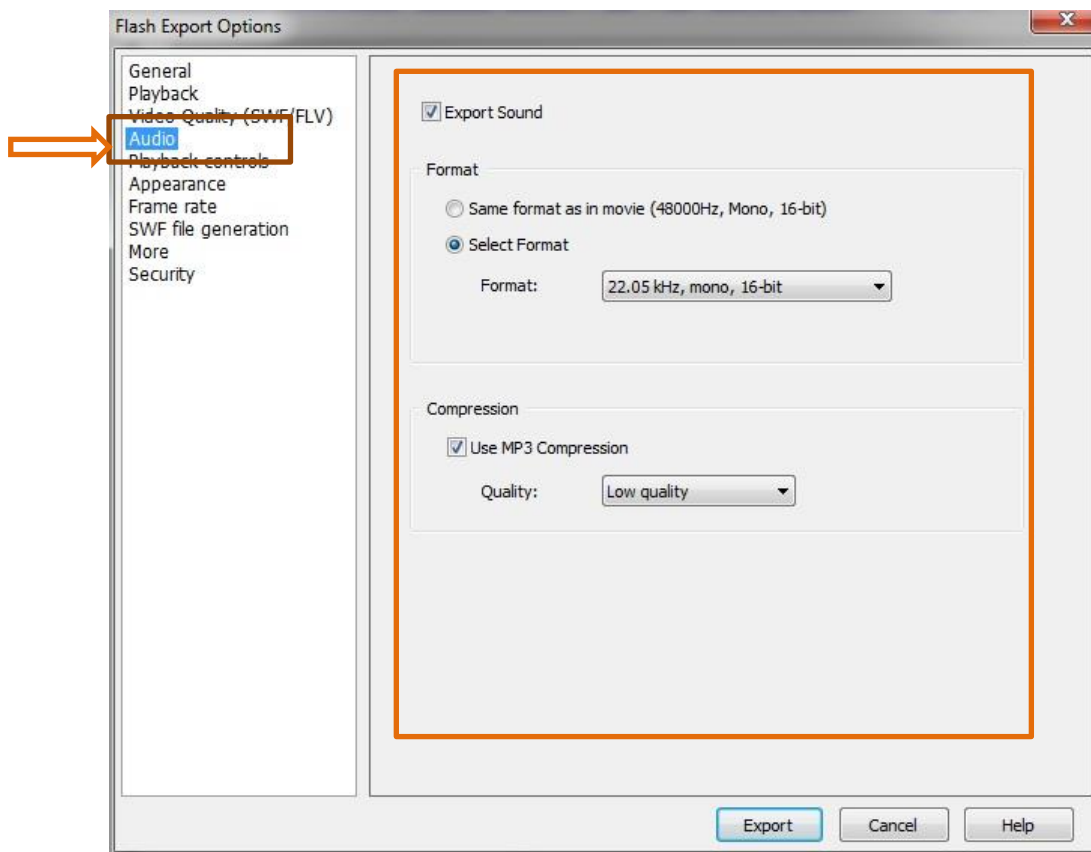 Flash Export Options
General
Playback
Video Quality (SWF/FLV)
Audio
Playback controls
Appearance
Frame rate
SWF file generation
More
Security
Export Sound
Format
Same format as in movie (48000Hz, Mono, 16-bit)
Select Format
Format: 22.05 kHz, mono, 16-bit
Compression
Use MP3 Compression
Quality: Low quality
Export Cancel Help